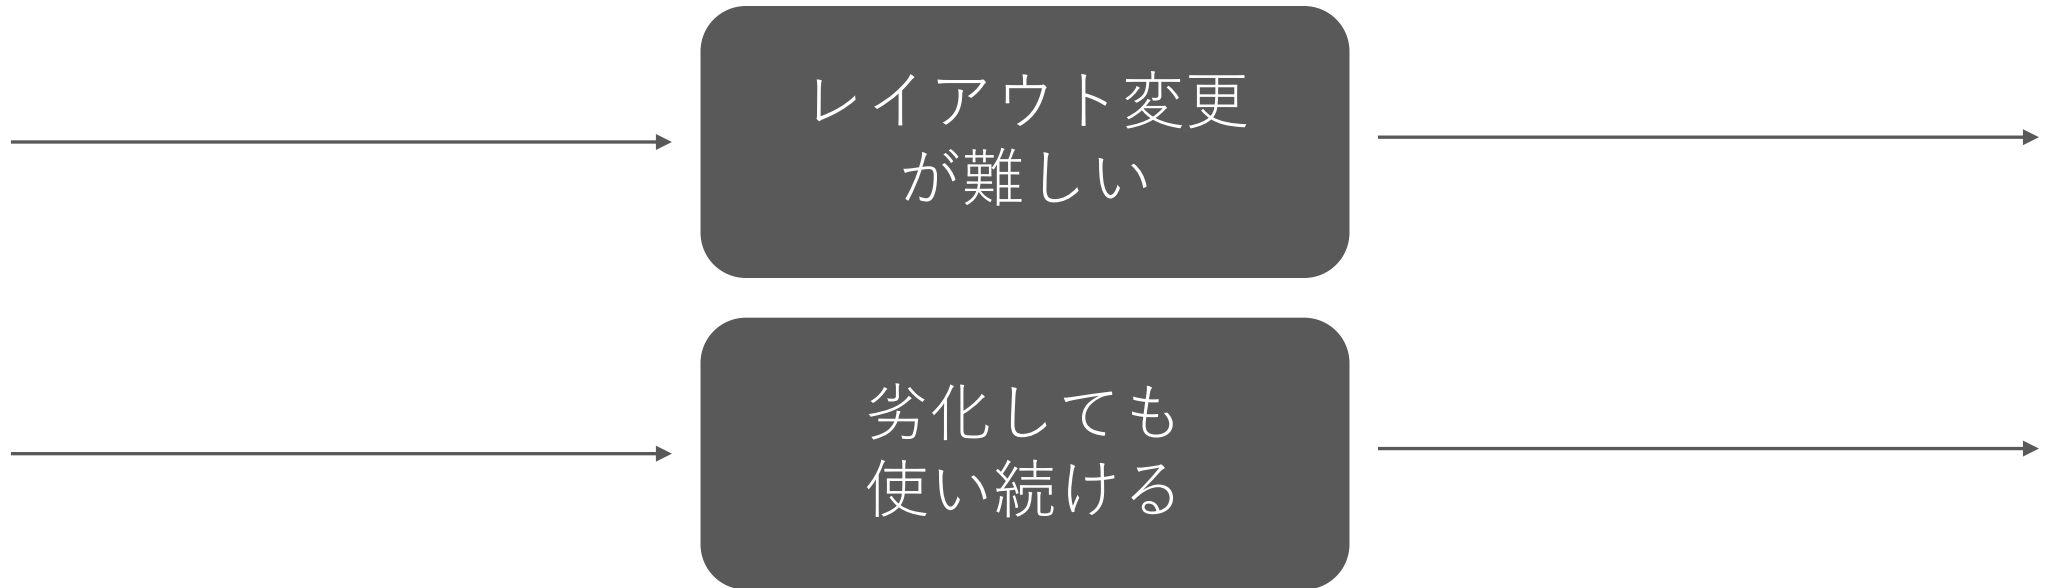 レイアウト変更
が難しい
劣化しても
使い続ける